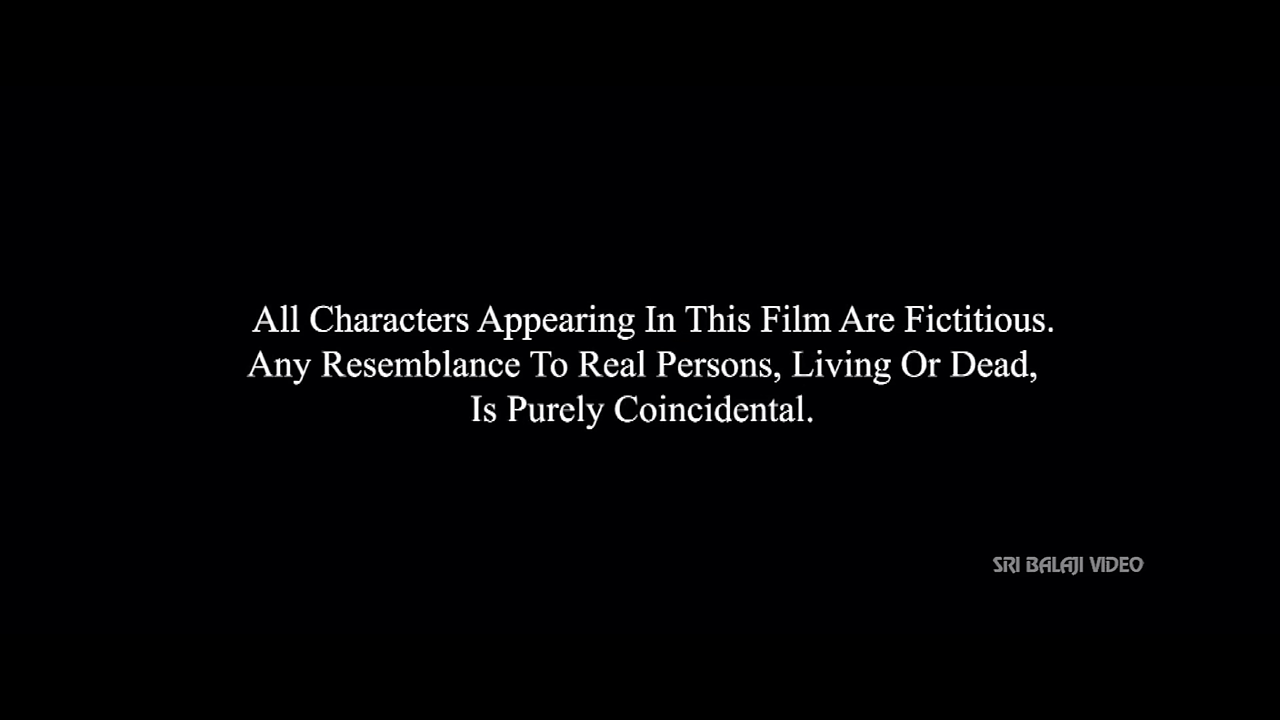 All Characters Appearing In This Film Are Fictitious.
Any Resemblance To Real Persons, Living Or Dead,
Is Purely Coincidental.
SRI BALAJI VIDEO